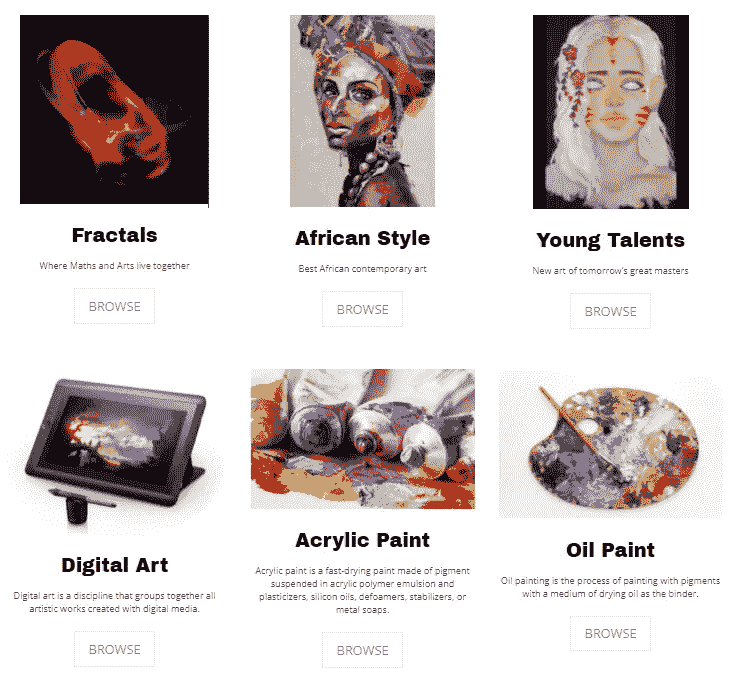 Fractals
Where Maths and Arts live together
BROWSE
African Style
Best African contemporary art
BROWSE
Young Talents
New art of tomorrow's great masters
BROWSE
Digital Art
Digital art is a discipline that groups together all
artistic works created with digital media.
BROWSE
Acrylic Paint
Acrylic paint is a fast-drying paint made of pigment
suspended in acrylic polymer emulsion and
plasticizers, silicon oils, defoamers, stabilizers, or
metal soaps.
BROWSE
Oil Paint
'Oil painting is the process of painting with pigments
with a medium of drying oil as the binder.
BROWSE